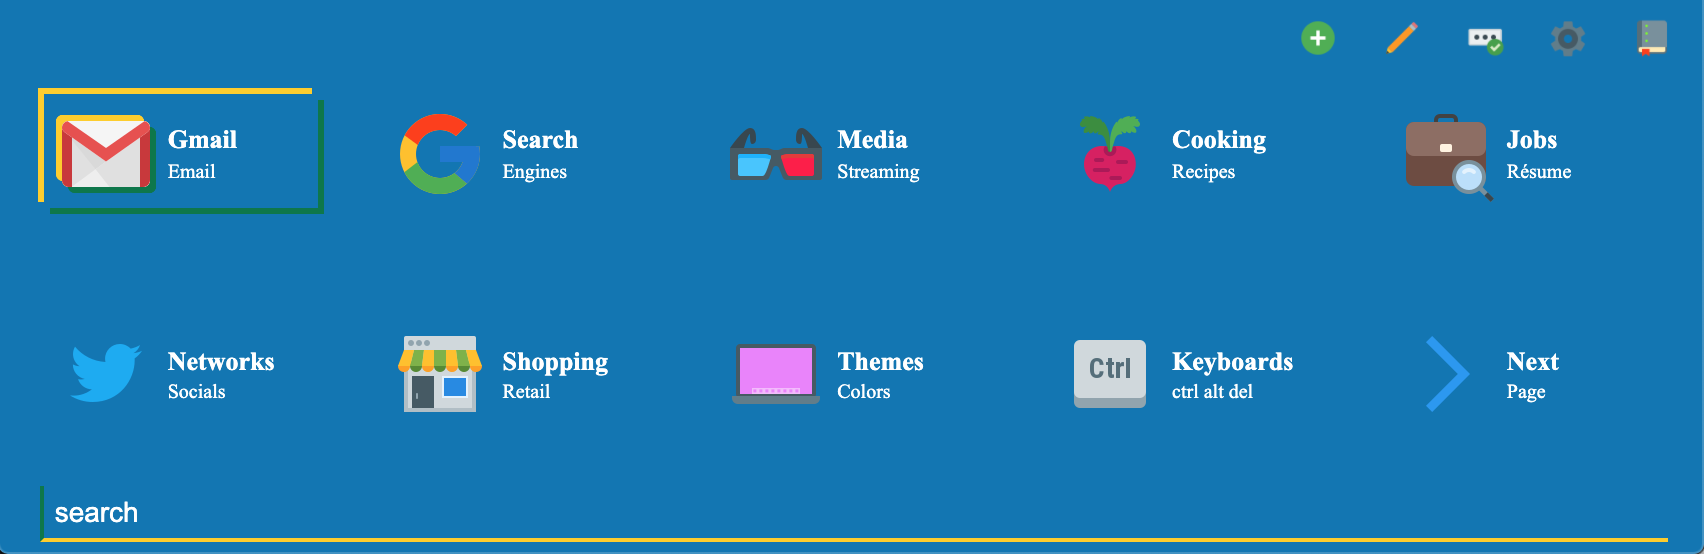 Gmail
Email
Search
Engines
Media
Streaming
Cooking
Recipes
Jobs
Résume
Networks
Socials
Shopping
Retail
Themes
Colors
Ctrl
Keyboards
ctrl alt del
Next
Page
search